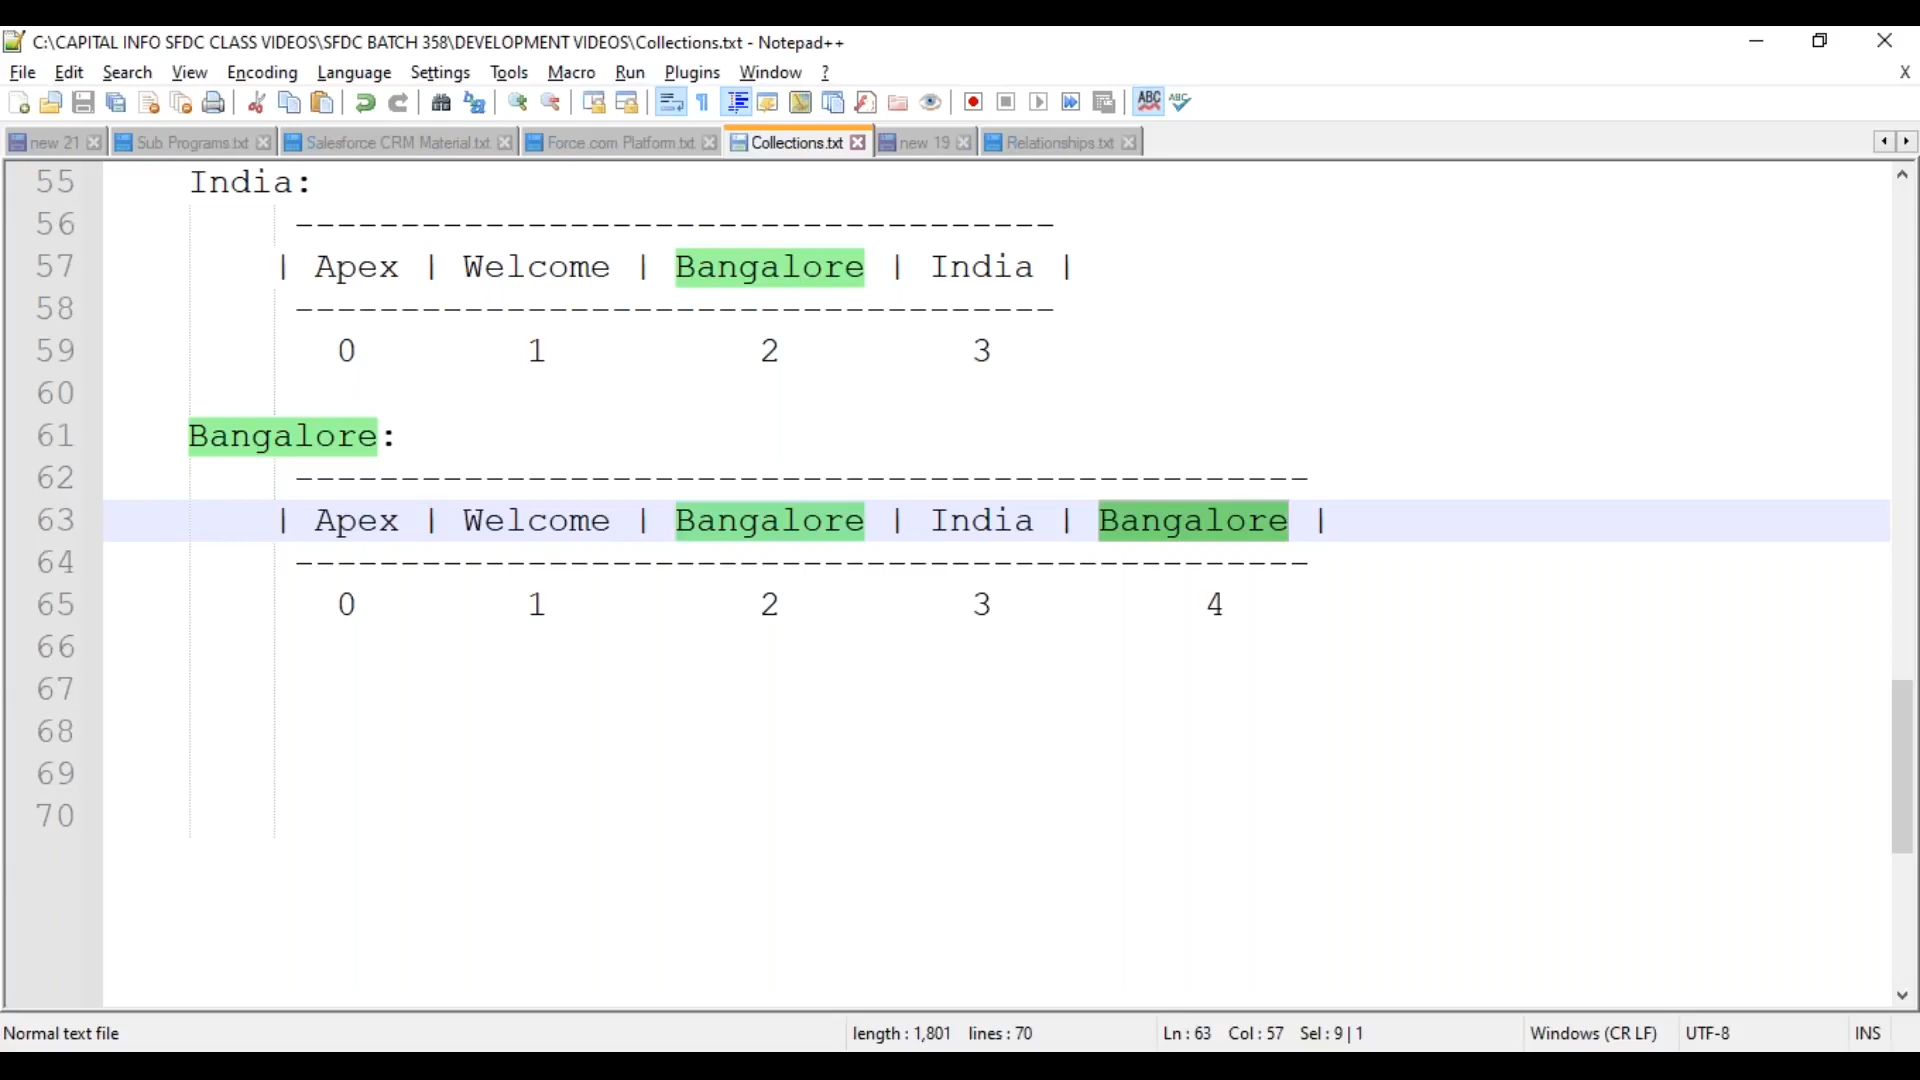 C:\CAPITAL INFO SFDC CLASS VIDEOS\SFDC BATCH 358\DEVELOPMENT VIDEOS\Collections.txt - Notepad++
File Edit Search View Encoding Language Settings Tools Macro Run Plugins Window ? X
ABC ABC
new 21 Sub Programs.txt Salesforce CRM Material.txt Force.com Platform.txt Collections.txt new 19 Relationships.txt
55 India:
56 ------------------------------------
57 | Apex | Welcome | Bangalore | India |
58 ------------------------------------
59 0 1 2 3
60
61 Bangalore:
62 ------------------------------------------------
63 | Apex | Welcome | Bangalore | India | Bangalore |
64 ------------------------------------------------
65 0 1 2 3 4
66
67
68
69
70
Normal text file length : 1,801 lines : 70 Ln : 63 Col : 57 Sel : 9 | 1 Windows (CR LF) UTF-8 INS